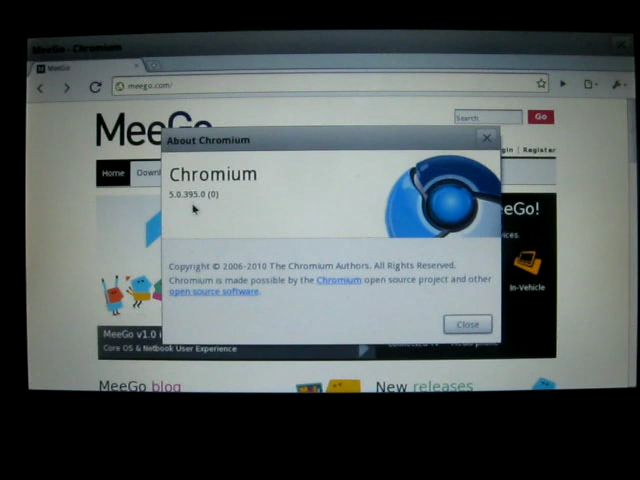 MeeGo - Chromium
MeeGo
meego.com/
MeeGo
Search
Go
Register
Home
About Chromium
Chromium
5.0.395.0 (0)
Copyright © 2006-2010 The Chromium Authors. All Rights Reserved.
Chromium is made possible by the Chromium open source project and other
open source software.
Close
eGo!
In-Vehicle
MeeGo v1.0
Core OS & Netbook User Experience
MeeGo blog
New releases